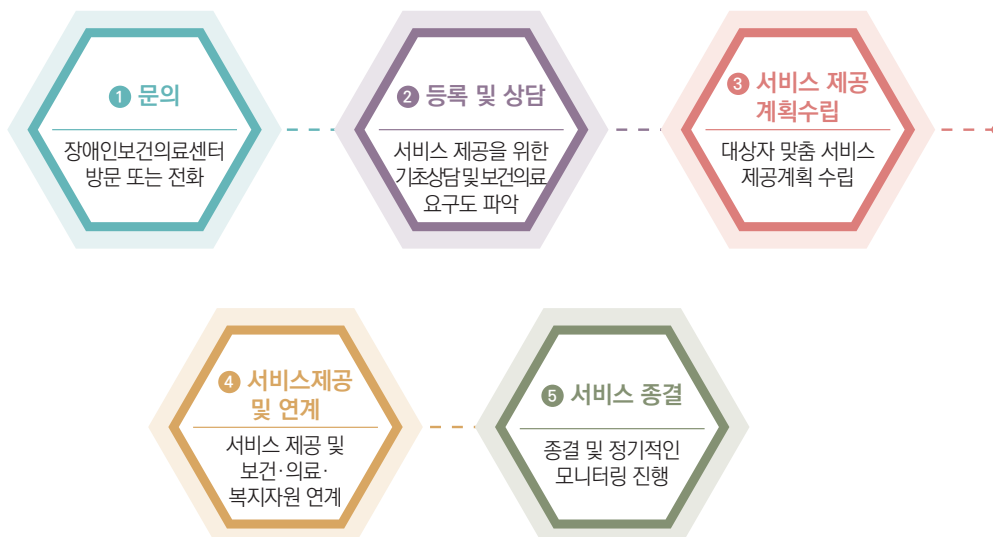 ❶ 문의
장애인보건의료센터
방문 또는 전화
❷ 등록 및 상담
서비스 제공을 위한
기초상담 및 보건의료
요구도 파악
❸ 서비스 제공
계획수립
대상자 맞춤 서비스
제공계획 수립
❹ 서비스제공
및 연계
서비스 제공 및
보건·의료·
복지자원 연계
❺ 서비스 종결
종결 및 정기적인
모니터링 진행